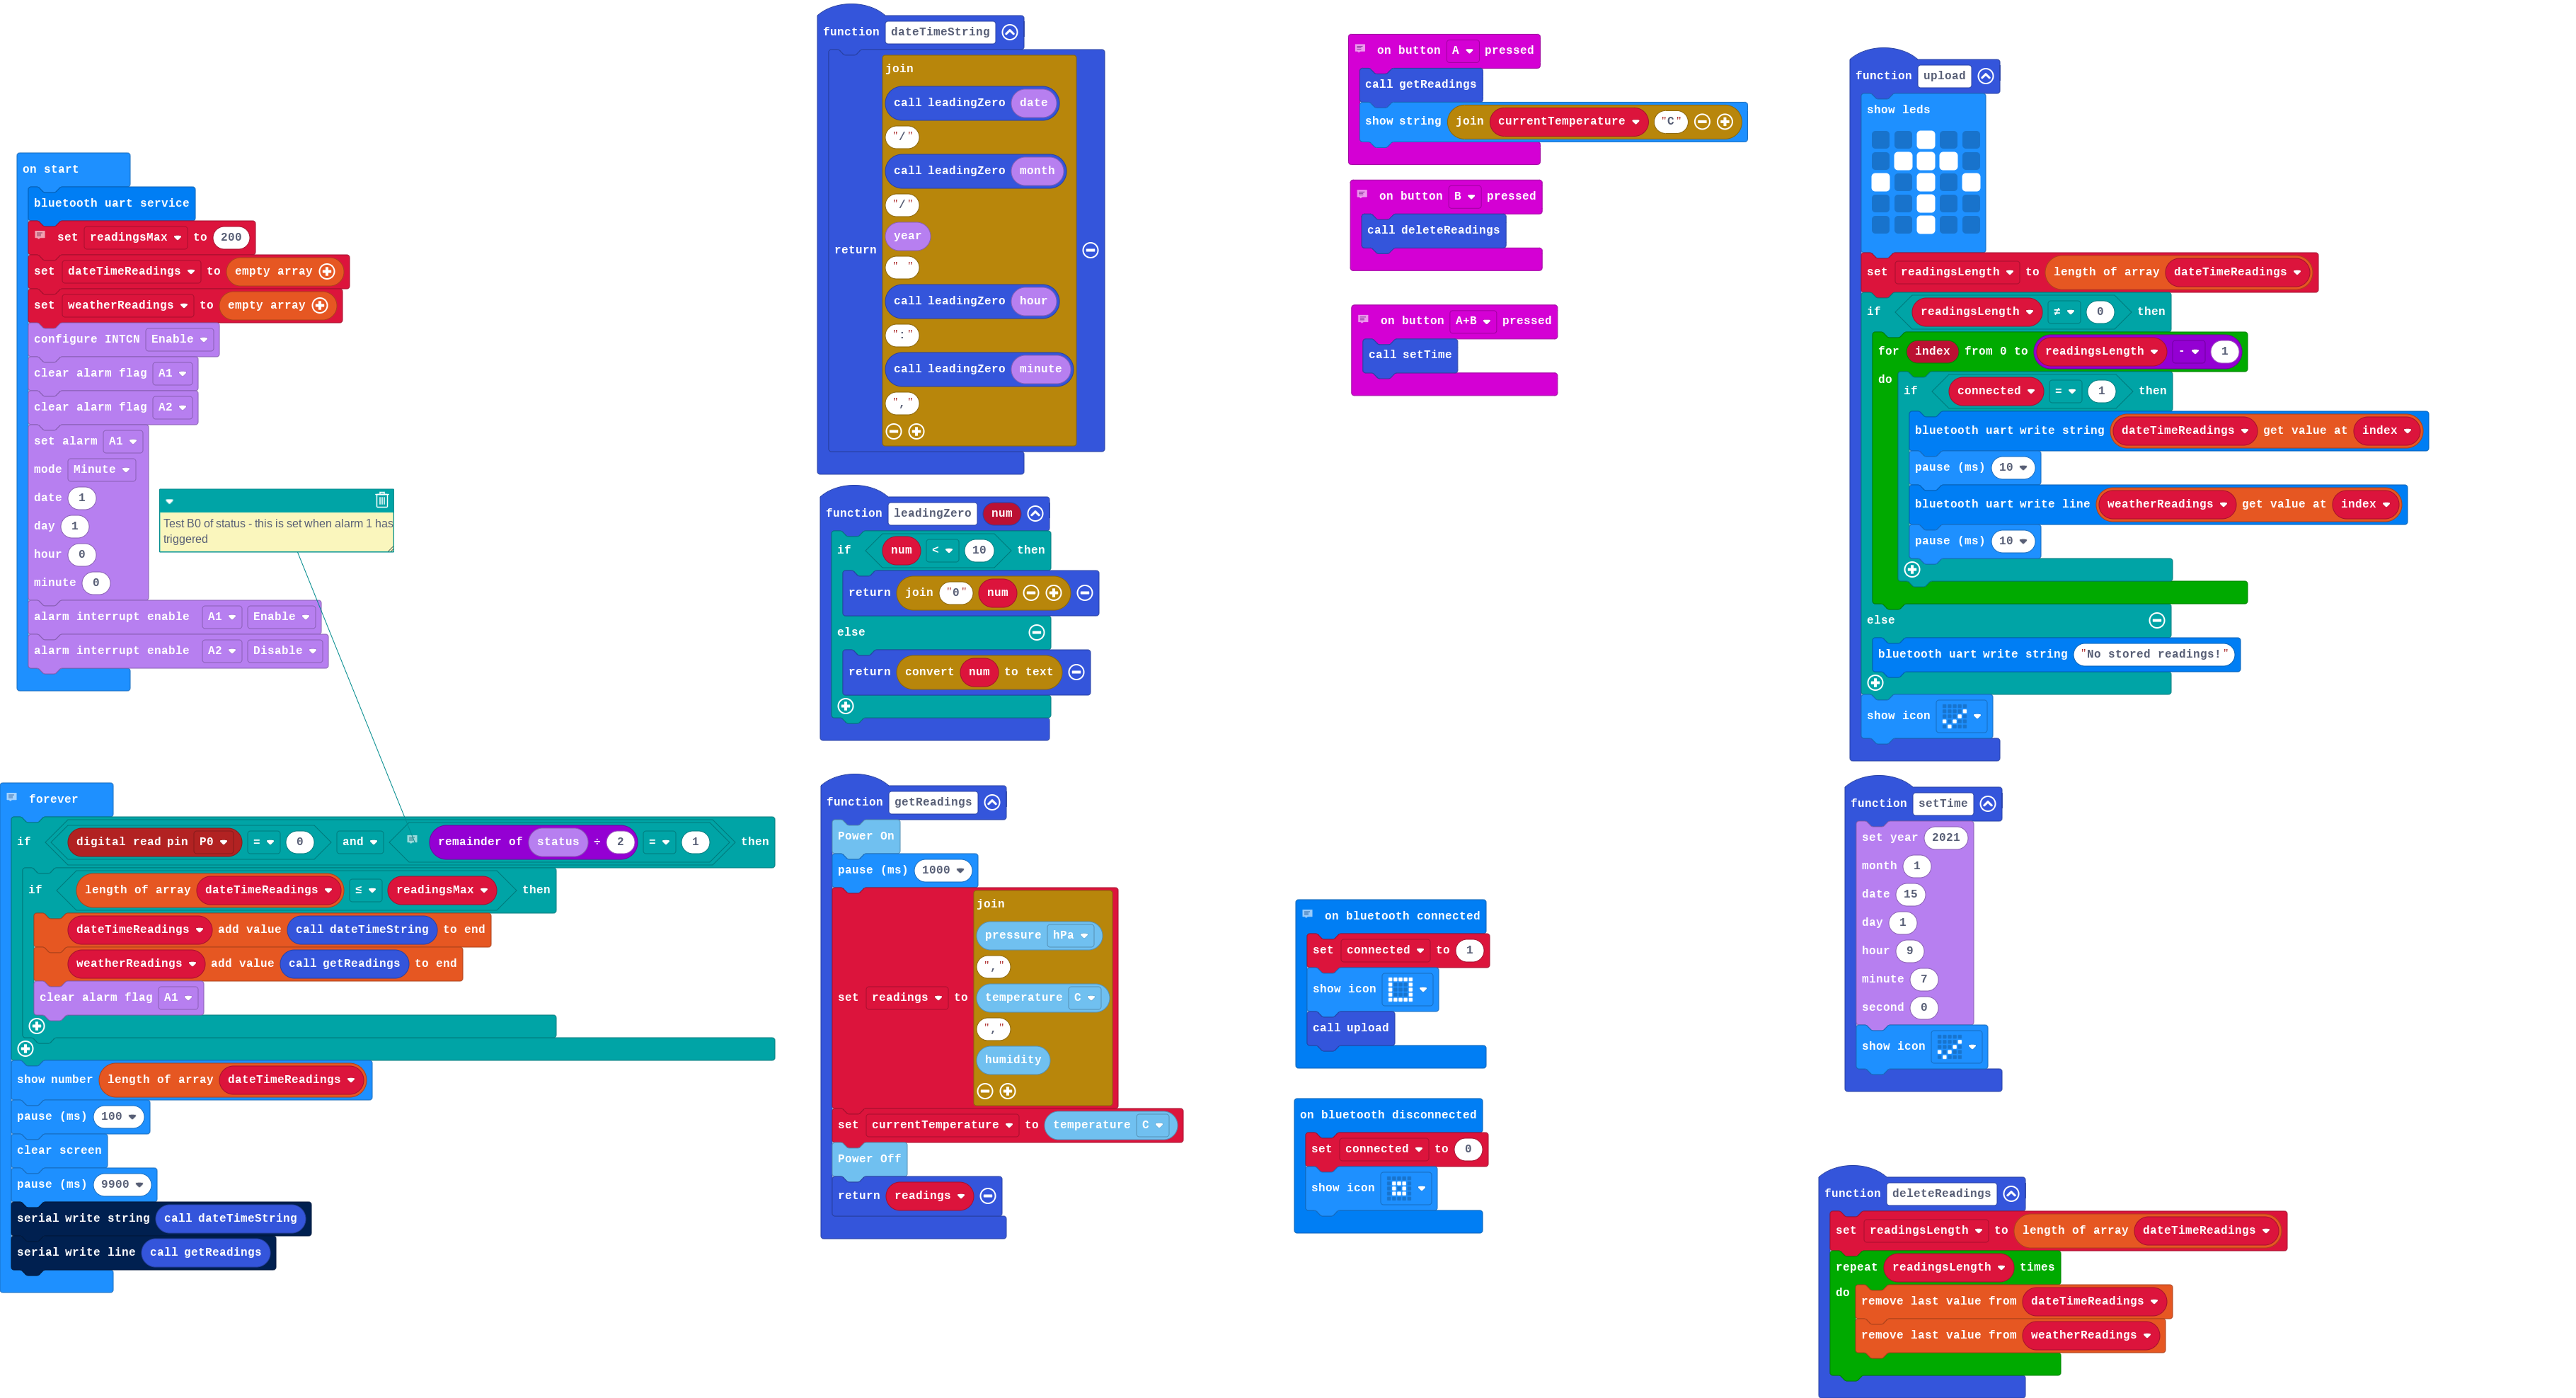 on start
bluetooth uart service
set readingsMax to 200
set dateTimeReadings to empty array
set weatherReadings to empty array
configure INTCN Enable
clear alarm flag A1
clear alarm flag A2
set alarm A1
mode Minute
date 1
day 1
hour 0
minute 0
alarm interrupt enable A1 Enable
alarm interrupt enable A2 Disable
Test B0 of status - this is set when alarm 1 has
triggered
forever
if digital read pin P0 = 0 and remainder of status ÷ 2 = 1 then
if length of array dateTimeReadings ≤ readingsMax then
dateTimeReadings add value call dateTimeString to end
weatherReadings add value call getReadings to end
clear alarm flag A1
show number length of array dateTimeReadings
pause (ms) 100
clear screen
pause (ms) 9900
serial write string call dateTimeString
serial write line call getReadings
function dateTimeString
return
join
call leadingZero date
"/"
call leadingZero month
"/"
year
" "
call leadingZero hour
":"
call leadingZero minute
","
function leadingZero num
if num < 10 then
return join "0" num
else
return convert num to text
function getReadings
Power On
pause (ms) 1000
set readings to
join
pressure hPa
","
temperature C
","
humidity
set currentTemperature to temperature C
Power Off
return readings
on button A pressed
call getReadings
show string join currentTemperature "C"
on button B pressed
call deleteReadings
on button A+B pressed
call setTime
on bluetooth connected
set connected to 1
show icon
call upload
on bluetooth disconnected
set connected to 0
show icon
function upload
show leds
set readingsLength to length of array dateTimeReadings
if readingsLength ≠ 0 then
for index from 0 to readingsLength - 1
do
if connected = 1 then
bluetooth uart write string dateTimeReadings get value at index
pause (ms) 10
bluetooth uart write line weatherReadings get value at index
pause (ms) 10
else
bluetooth uart write string "No stored readings!"
show icon
function setTime
set year 2021
month 1
date 15
day 1
hour 9
minute 7
second 0
show icon
function deleteReadings
set readingsLength to length of array dateTimeReadings
repeat readingsLength times
do
remove last value from dateTimeReadings
remove last value from weatherReadings